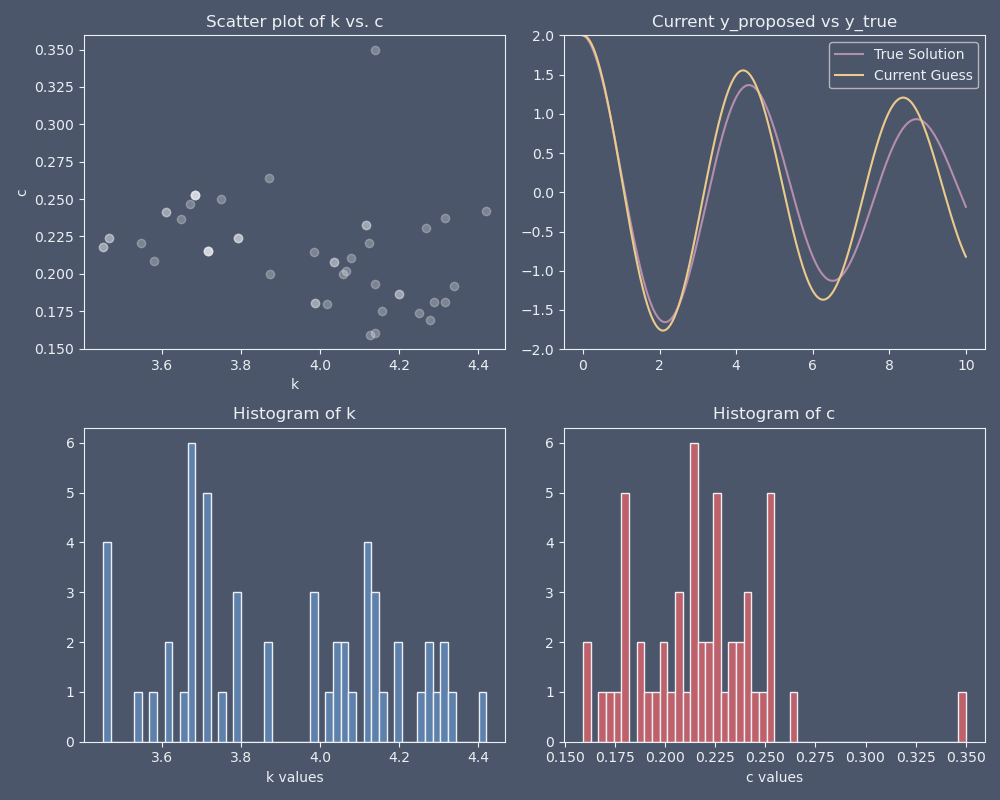 Scatter plot of k vs. c
0.350
0.325
0.300
0.275
0.250
0.225
0.200
0.175
0.150
c
3.6 3.8 4.0 4.2 4.4
k
Current y_proposed vs y_true
2.0
1.5
1.0
0.5
0.0
−0.5
−1.0
−1.5
−2.0
True Solution
Current Guess
0 2 4 6 8 10
Histogram of k
6
5
4
3
2
1
0
3.6 3.8 4.0 4.2 4.4
k values
Histogram of c
6
5
4
3
2
1
0
0.150 0.175 0.200 0.225 0.250 0.275 0.300 0.325 0.350
c values